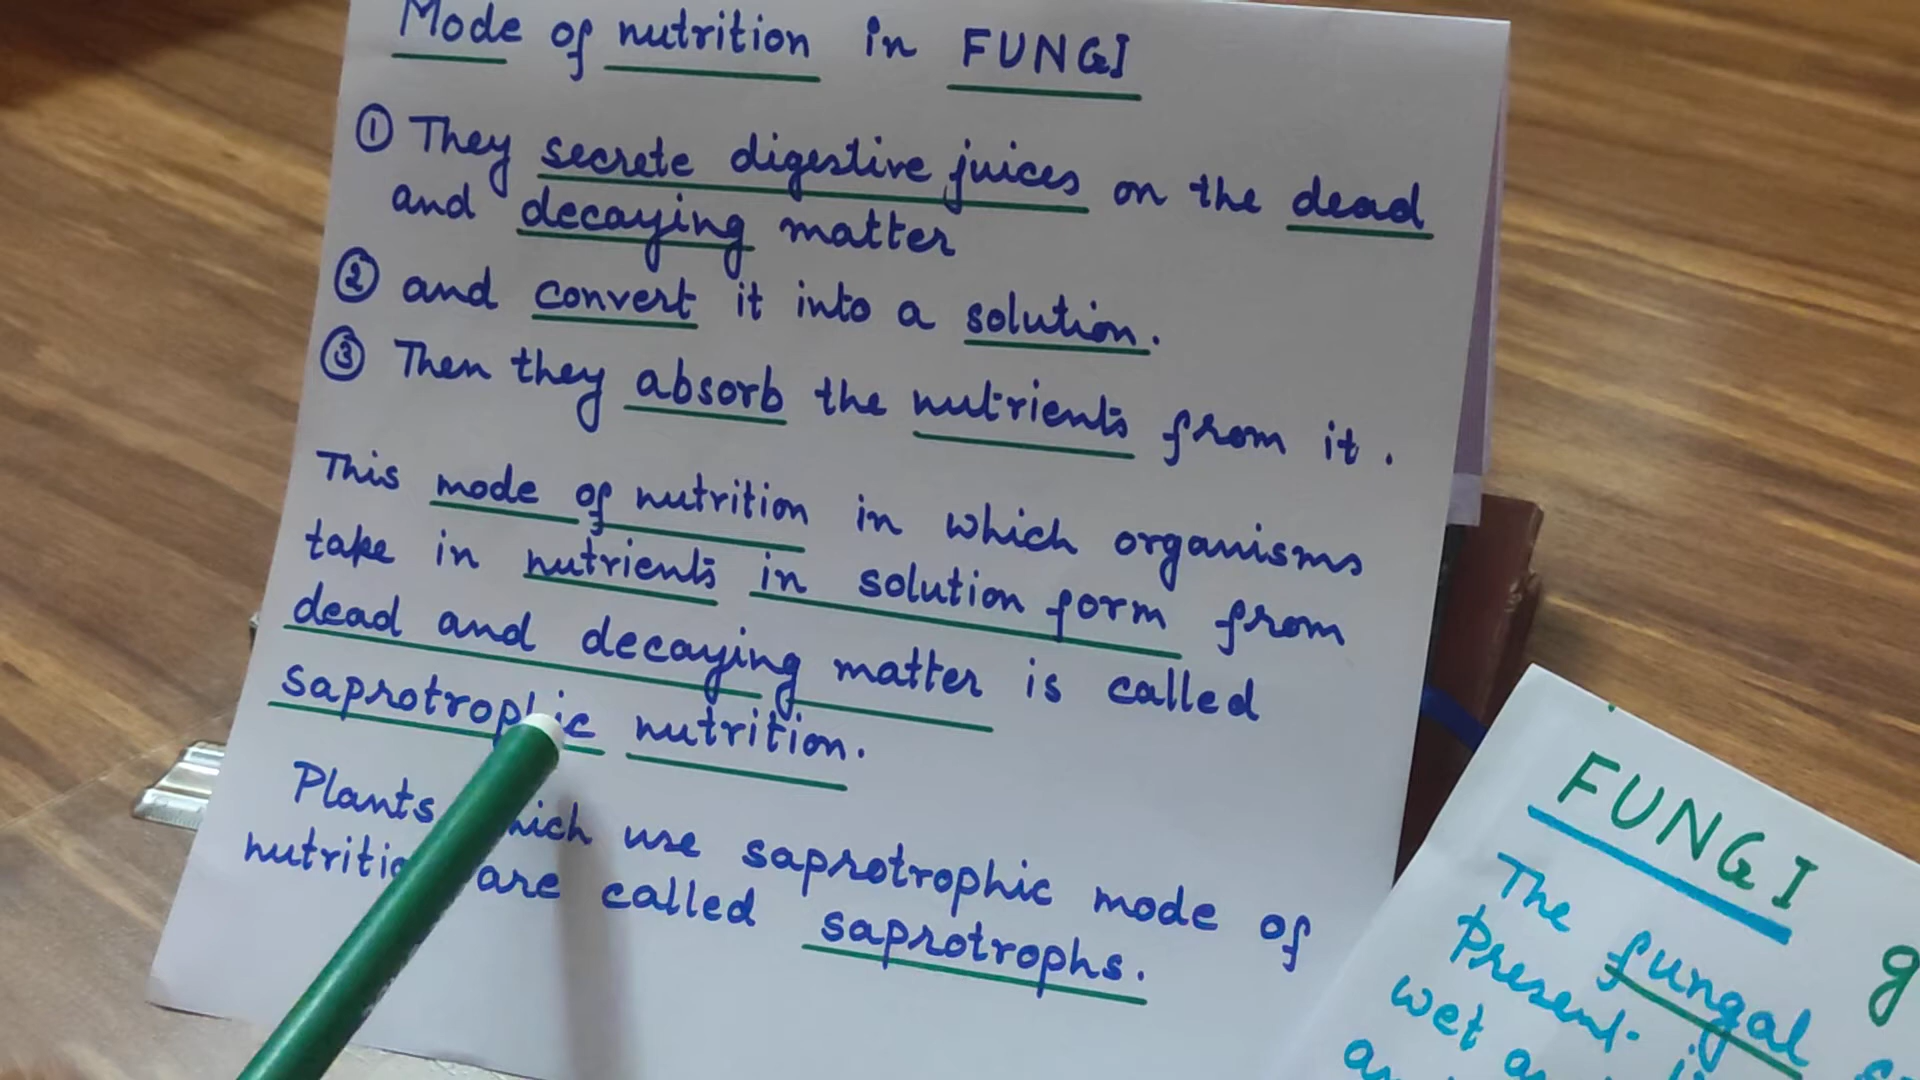 Mode of nutrition in FUNGI
① They secrete digestive juices on the dead
and decaying matter
② and convert it into a solution.
③ Then they absorb the nutrients from it.
This mode of nutrition in which organisms
take in nutrients in solution form from
dead and decaying matter is called
saprotrophic nutrition.
Plants which use saprotrophic mode of
nutrition are called saprotrophs.
FUNGI
The fungal
Present
wet